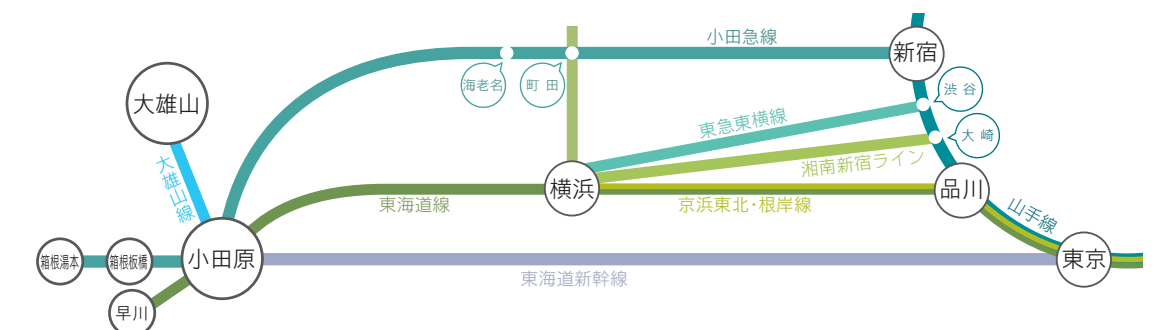 小田急線
新宿
海老名
町田
渋谷
大雄山
東急東横線
大崎
大雄山線
湘南新宿ライン
横浜
品川
東海道線
京浜東北・根岸線
山手線
箱根湯本
箱根板橋
小田原
東京
東海道新幹線
早川